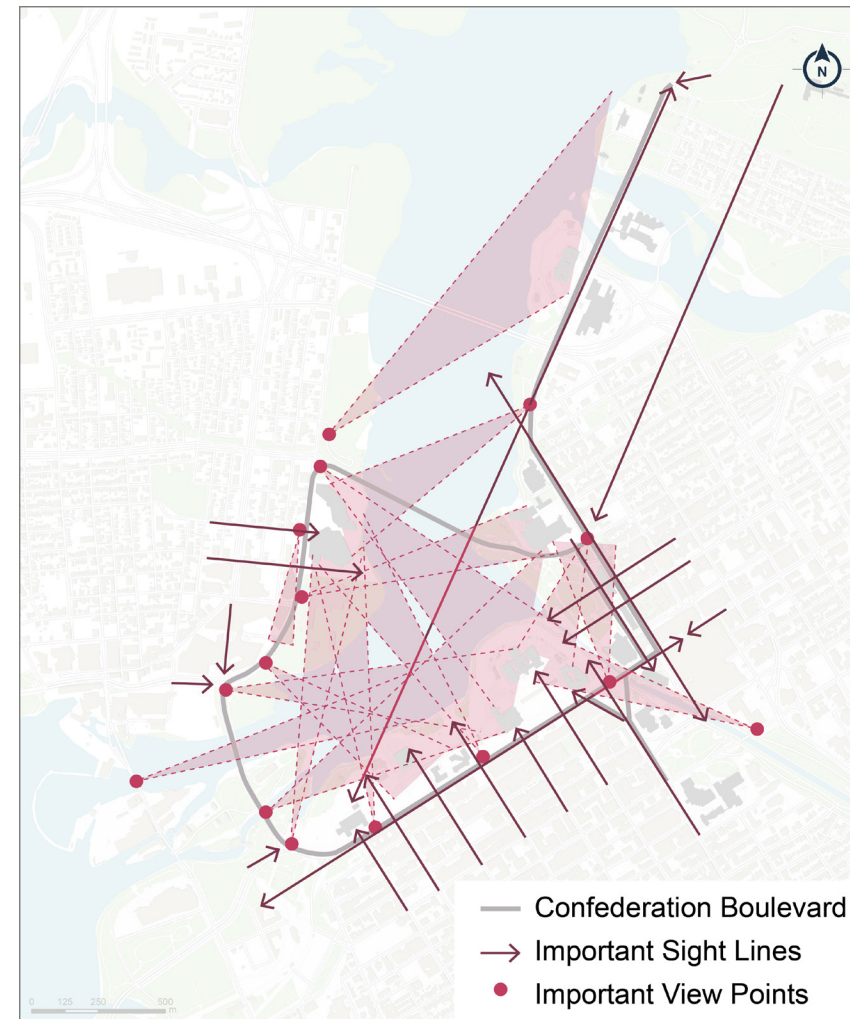 N
Confederation Boulevard
Important Sight Lines
Important View Points
0 125 250 500
m